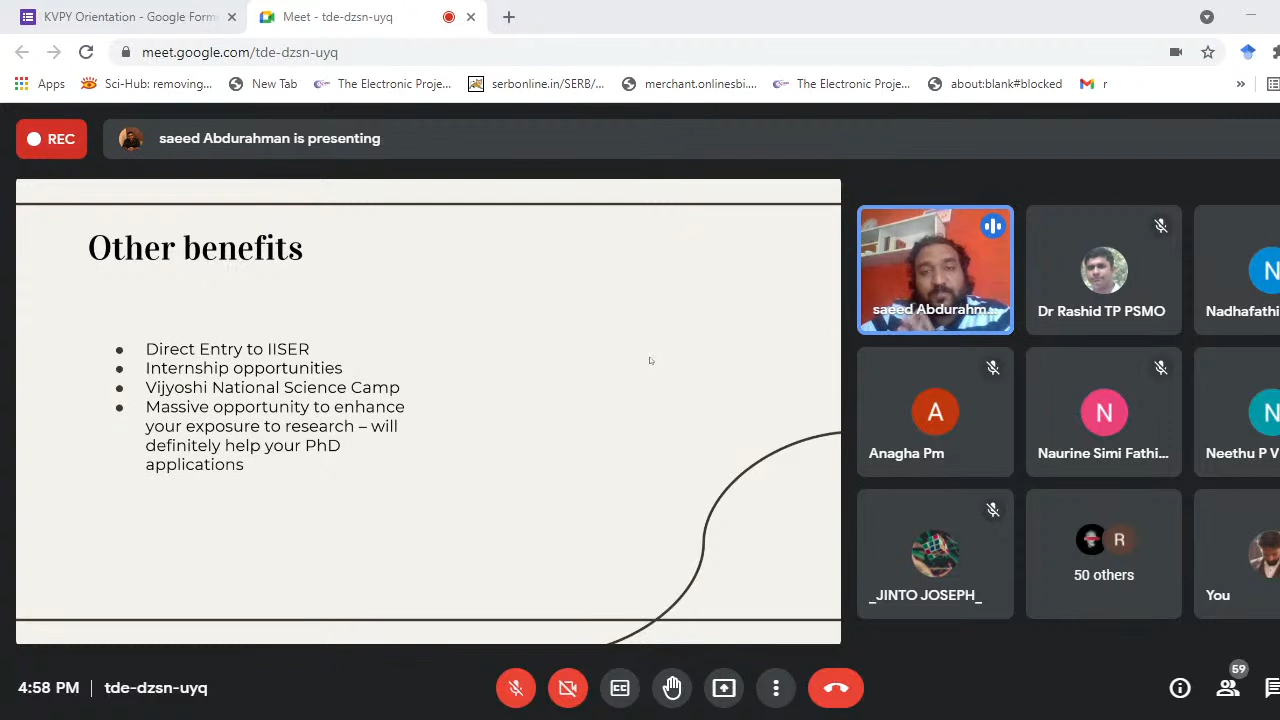 KVPY Orientation - Google Form
Meet - tde-dzsn-uyq
meet.google.com/tde-dzsn-uyq
Apps
Sci-Hub: removing...
New Tab
The Electronic Proje...
serbonline.in/SERB/...
merchant.onlinesbi....
The Electronic Proje...
about:blank#blocked
r
REC
saeed Abdurahman is presenting
Other benefits
● Direct Entry to IISER
● Internship opportunities
● Vijyoshi National Science Camp
● Massive opportunity to enhance
your exposure to research – will
definitely help your PhD
applications
saeed Abdurahm...
Dr Rashid TP PSMO
N
Nadhafathi
A
Anagha Pm
N
Naurine Simi Fathi...
N
Neethu P V
_JINTO JOSEPH_
R
50 others
You
4:58 PM | tde-dzsn-uyq
CC
59